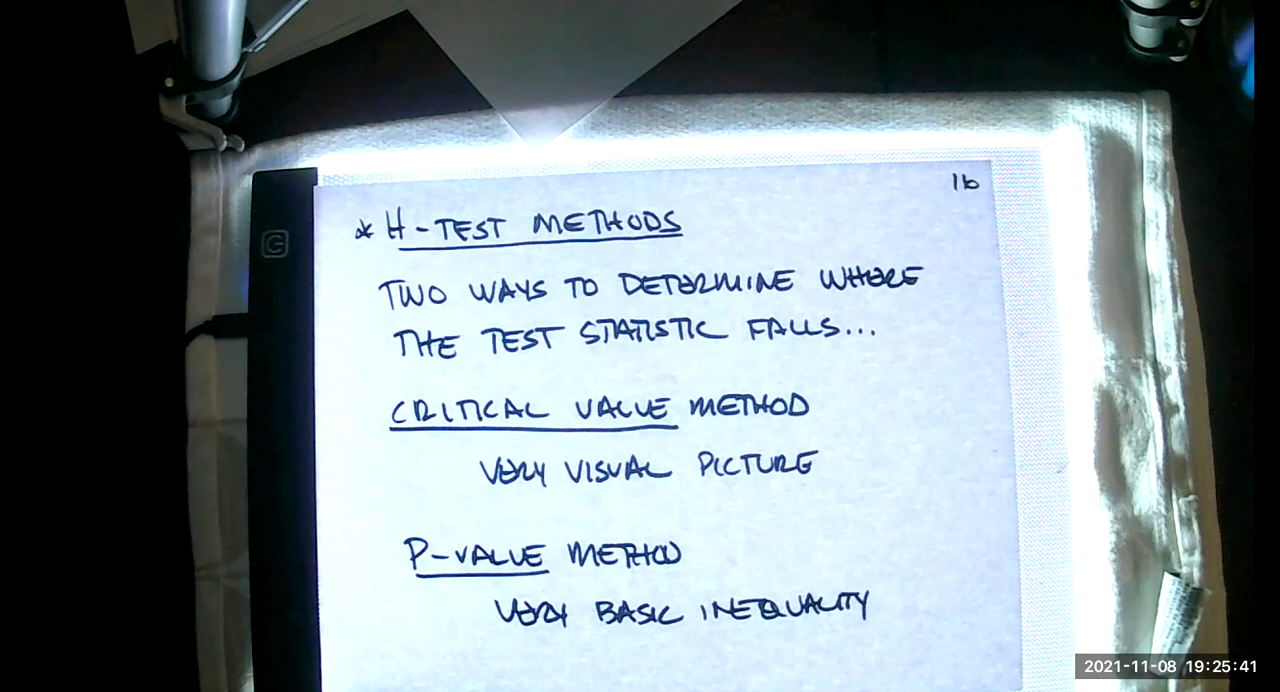 16
* H-TEST METHODS
TWO WAYS TO DETERMINE WHERE
THE TEST STATISTIC FALLS...
CRITICAL VALUE METHOD
VERY VISUAL PICTURE
P-VALUE METHOD
VERY BASIC INEQUALITY
2021-11-08 19:25:41